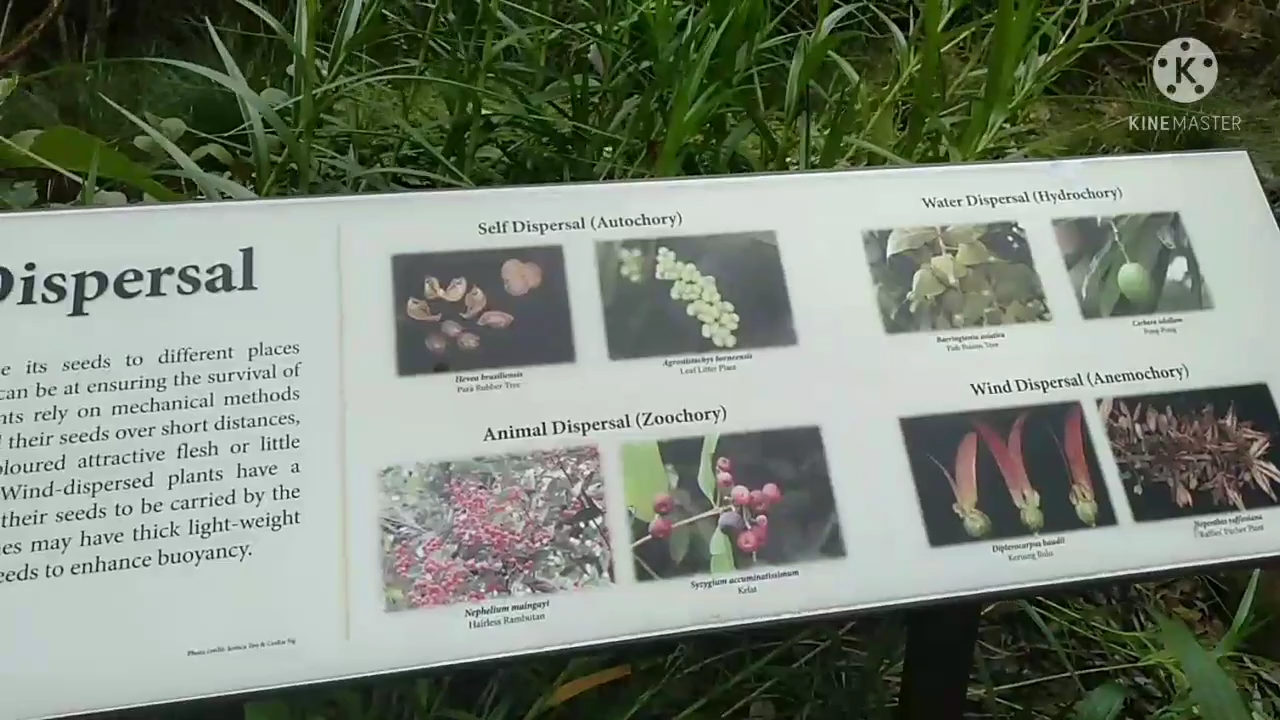 KINEMASTER
Dispersal
e its seeds to different places
can be at ensuring the survival of
nts rely on mechanical methods
their seeds over short distances,
loured attractive flesh or little
Wind-dispersed plants have a
their seeds to be carried by the
es may have thick light-weight
eeds to enhance buoyancy.
Self Dispersal (Autochory)
Hevea brasiliensis
Para Rubber Tree
Agrostistachys borneensis
Leaf Litter Plant
Water Dispersal (Hydrochory)
Barringtonia asiatica
Fish Poison Tree
Cerbera odollam
Pong-Pong
Animal Dispersal (Zoochory)
Nephelium maingayi
Hairless Rambutan
Syzygium accuminatissimum
Kelat
Wind Dispersal (Anemochory)
Dipterocarpus baudii
Keruing Bulu
Nepenthes rafflesiana
Raffles' Pitcher Plant